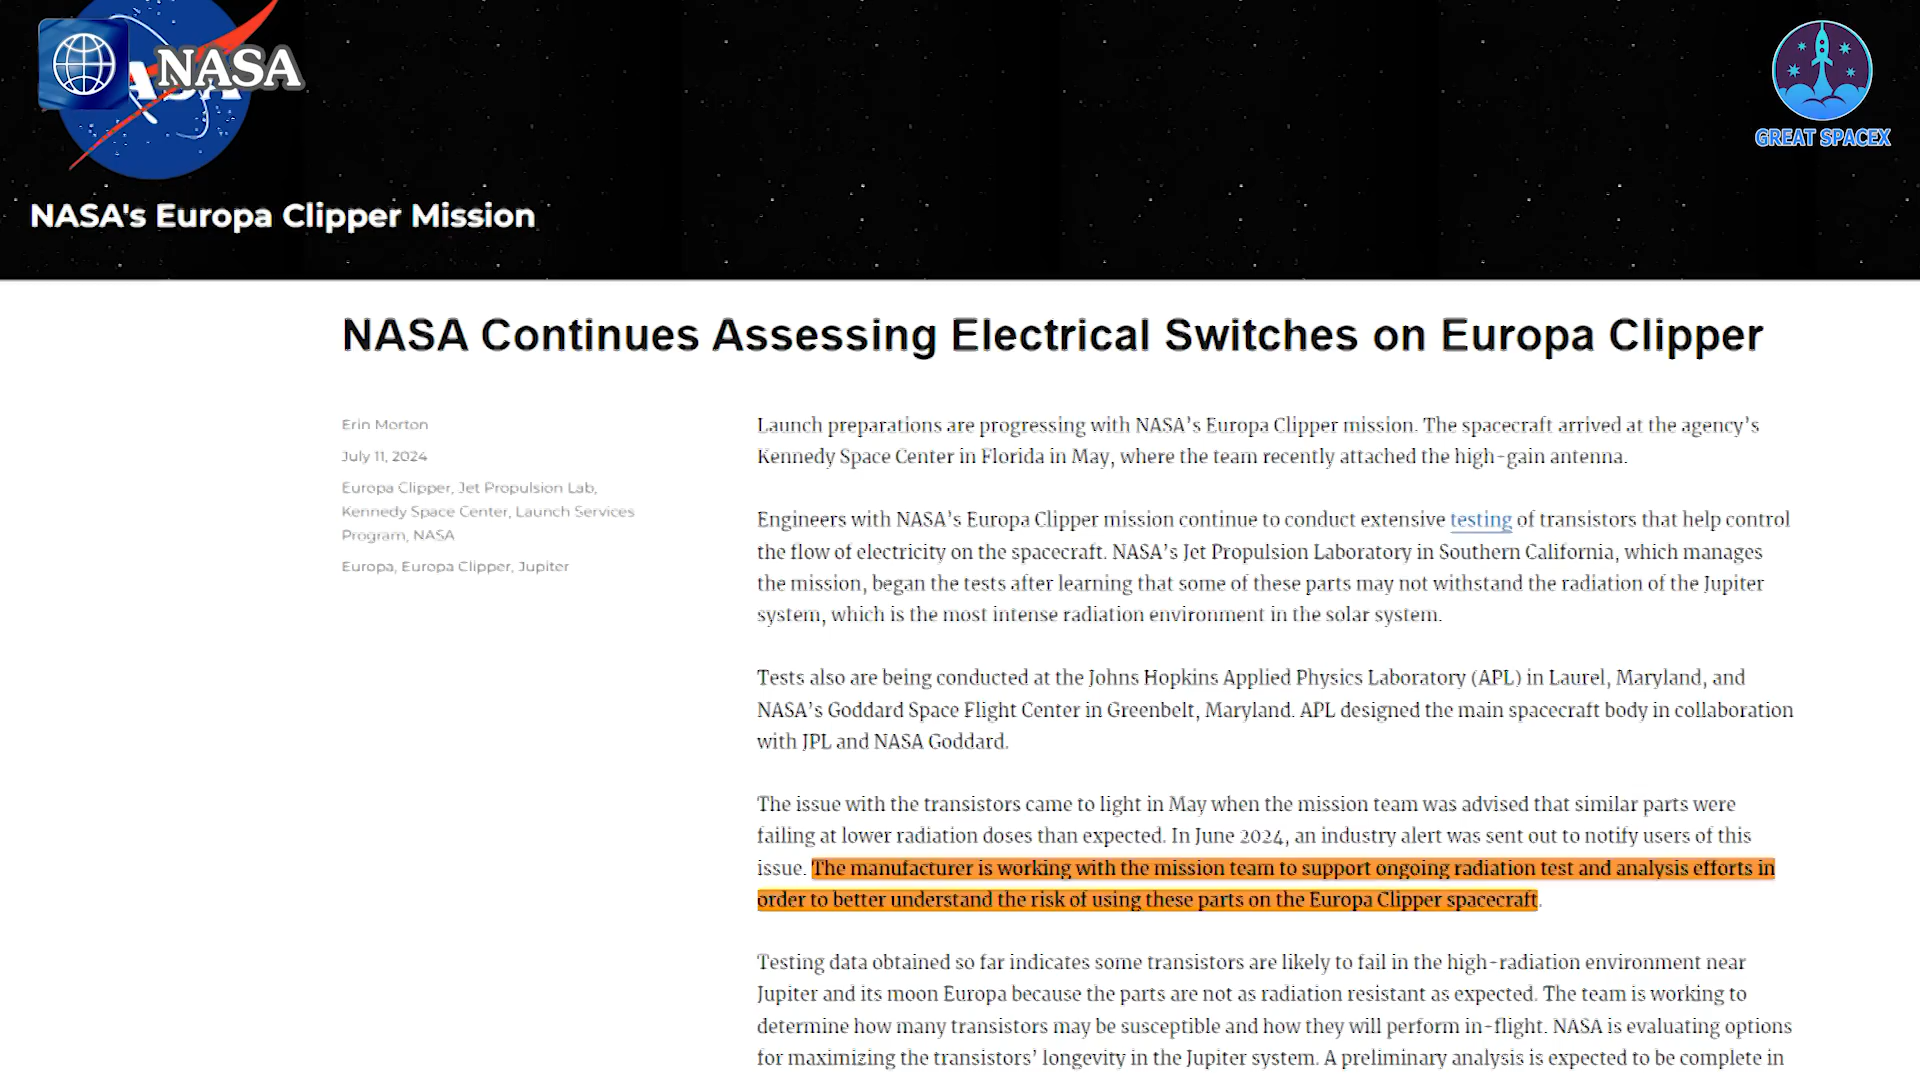 NASA
GREAT SPACEX
NASA's Europa Clipper Mission
NASA Continues Assessing Electrical Switches on Europa Clipper
Erin Morton
July 11, 2024
Europa Clipper, Jet Propulsion Lab,
Kennedy Space Center, Launch Services
Program, NASA
Europa, Europa Clipper, Jupiter
Launch preparations are progressing with NASA’s Europa Clipper mission. The spacecraft arrived at the agency’s
Kennedy Space Center in Florida in May, where the team recently attached the high-gain antenna.
Engineers with NASA’s Europa Clipper mission continue to conduct extensive testing of transistors that help control
the flow of electricity on the spacecraft. NASA’s Jet Propulsion Laboratory in Southern California, which manages
the mission, began the tests after learning that some of these parts may not withstand the radiation of the Jupiter
system, which is the most intense radiation environment in the solar system.
Tests also are being conducted at the Johns Hopkins Applied Physics Laboratory (APL) in Laurel, Maryland, and
NASA’s Goddard Space Flight Center in Greenbelt, Maryland. APL designed the main spacecraft body in collaboration
with JPL and NASA Goddard.
The issue with the transistors came to light in May when the mission team was advised that similar parts were
failing at lower radiation doses than expected. In June 2024, an industry alert was sent out to notify users of this
issue. The manufacturer is working with the mission team to support ongoing radiation test and analysis efforts in
order to better understand the risk of using these parts on the Europa Clipper spacecraft.
Testing data obtained so far indicates some transistors are likely to fail in the high-radiation environment near
Jupiter and its moon Europa because the parts are not as radiation resistant as expected. The team is working to
determine how many transistors may be susceptible and how they will perform in-flight. NASA is evaluating options
for maximizing the transistors’ longevity in the Jupiter system. A preliminary analysis is expected to be complete in